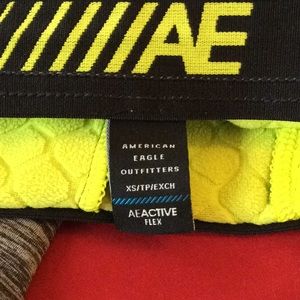 AE
AMERICAN
EAGLE
OUTFITTERS
XS/TP/EXCH
AEACTIVE
FLEX